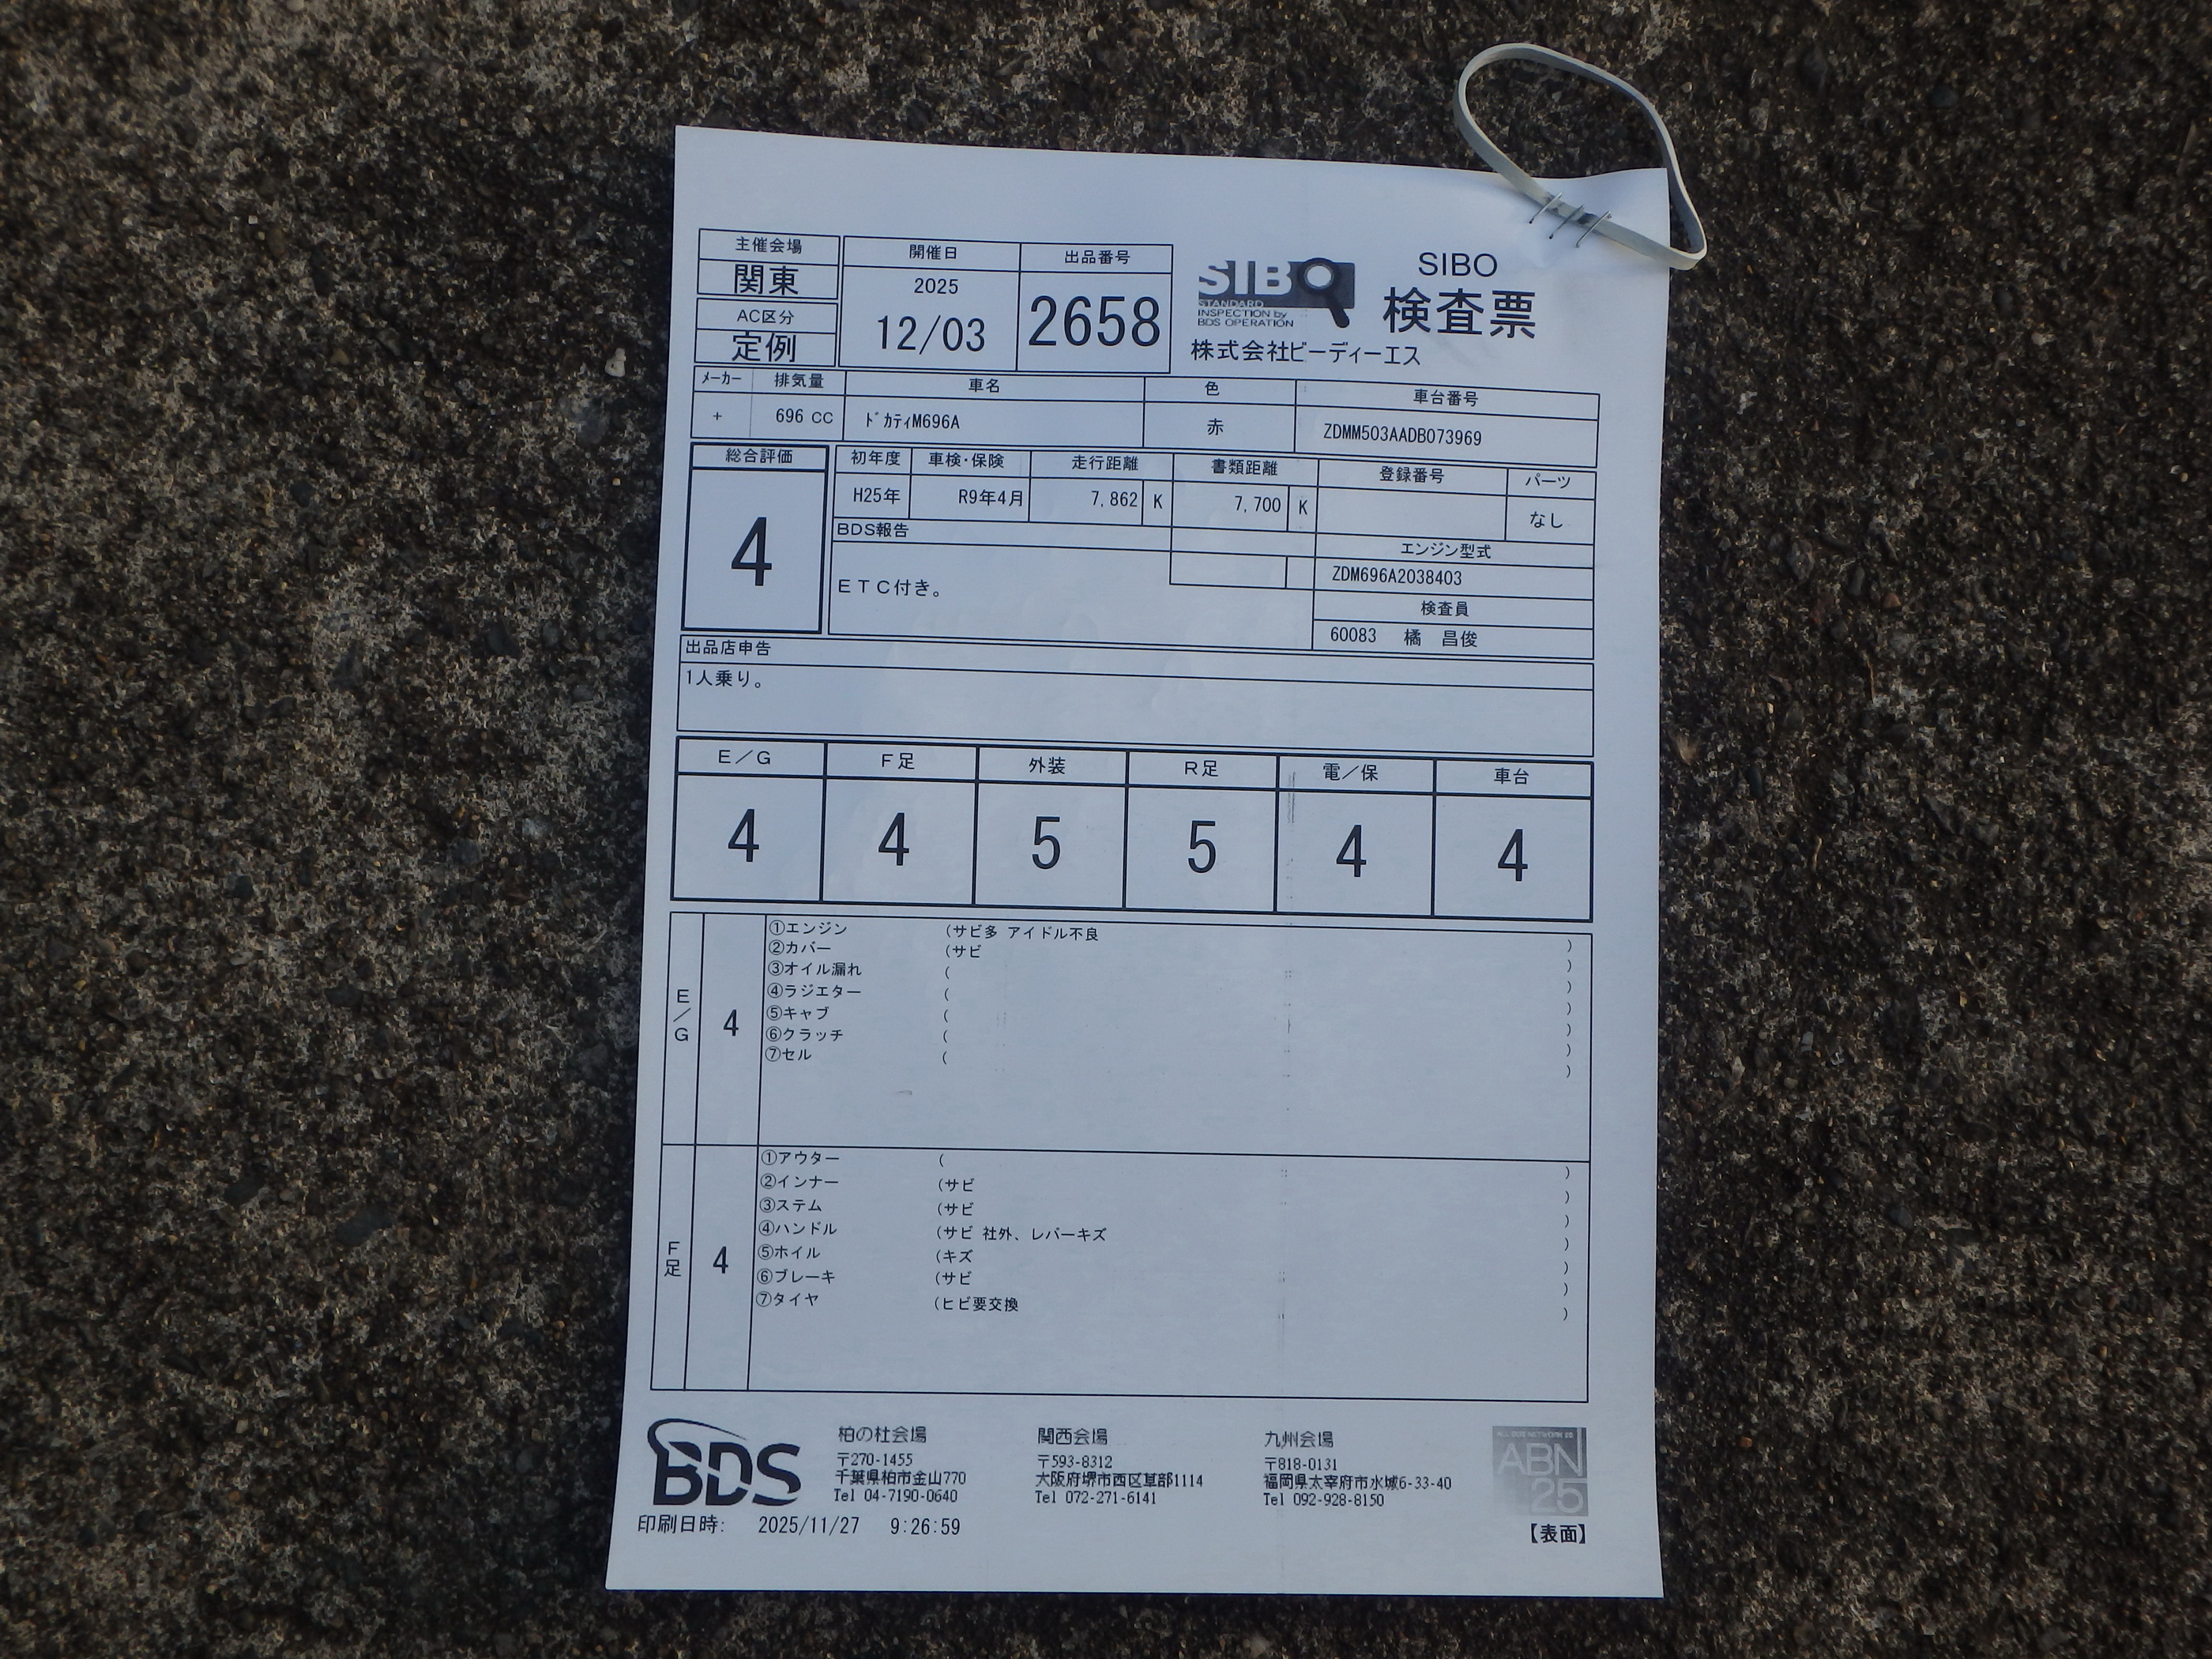 主催会場
関東
AC区分
定例
開催日
2025
12/03
出品番号
2658
SIBO
STANDARD
INSPECTION by
BDS OPERATION
SIBO
検査票
株式会社ビーディーエス
メーカー 排気量 車名 色 車台番号
+ 696 CC ドカティM696A 赤 ZDMM503AADB073969
総合評価
4
初年度 車検・保険 走行距離 書類距離 登録番号 パーツ
H25年 R9年4月 7,862 K 7,700 K なし
BDS報告
ETC付き。
エンジン型式
ZDM696A2038403
検査員
60083 橘 昌俊
出品店申告
1人乗り。
E/G F足 外装 R足 電/保 車台
4 4 5 5 4 4
E/G
4
①エンジン (サビ多 アイドル不良 )
②カバー (サビ )
③オイル漏れ ( )
④ラジエター ( )
⑤キャブ ( )
⑥クラッチ ( )
⑦セル ( )
F足
4
①アウター ( )
②インナー (サビ )
③ステム (サビ )
④ハンドル (サビ 社外、レバーキズ )
⑤ホイル (キズ )
⑥ブレーキ (サビ )
⑦タイヤ (ヒビ要交換 )
BDS
柏の杜会場
〒270-1455
千葉県柏市金山770
Tel 04-7190-0640
関西会場
〒593-8312
大阪府堺市西区草部1114
Tel 072-271-6141
九州会場
〒818-0131
福岡県太宰府市水城6-33-40
Tel 092-928-8150
ABN
25
印刷日時: 2025/11/27 9:26:59
【表面】